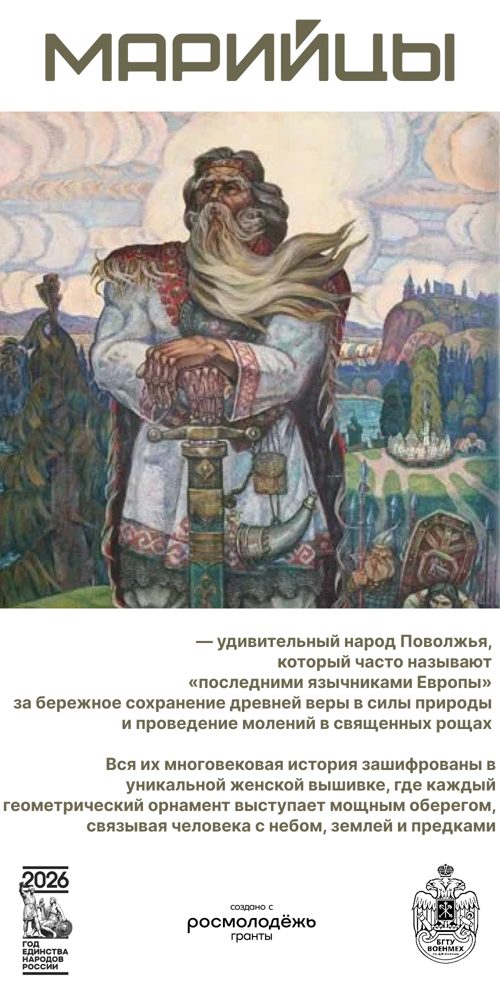 МАРИЙЦЫ
— удивительный народ Поволжья,
который часто называют
«последними язычниками Европы»
за бережное сохранение древней веры в силы природы
и проведение молений в священных рощах
Вся их многовековая история зашифрованы в
уникальной женской вышивке, где каждый
геометрический орнамент выступает мощным оберегом,
связывая человека с небом, землей и предками
2026
ГОД
ЕДИНСТВА
НАРОДОВ
РОССИИ
создано с
росмолодёжь
гранты
БГТУ
ВОЕНМЕХ
им. Д.Ф. Устинова